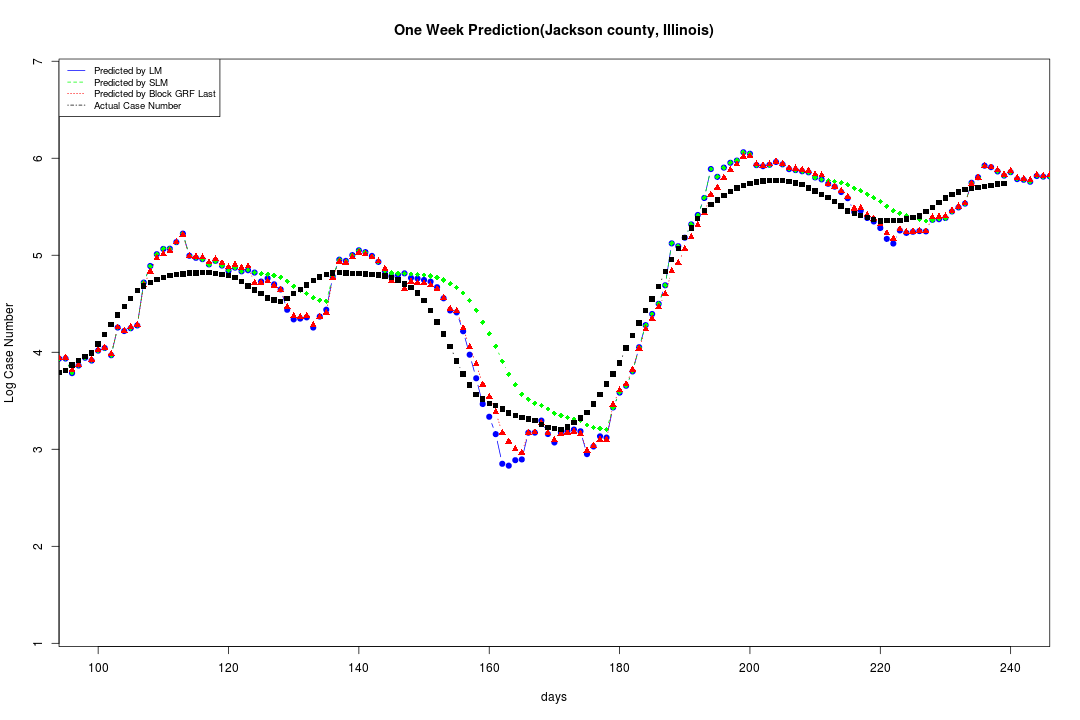 One Week Prediction(Jackson county, Illinois)
Predicted by LM
Predicted by SLM
Predicted by Block GRF Last
Actual Case Number
Log Case Number
7
6
5
4
3
2
1
100 120 140 160 180 200 220 240
days